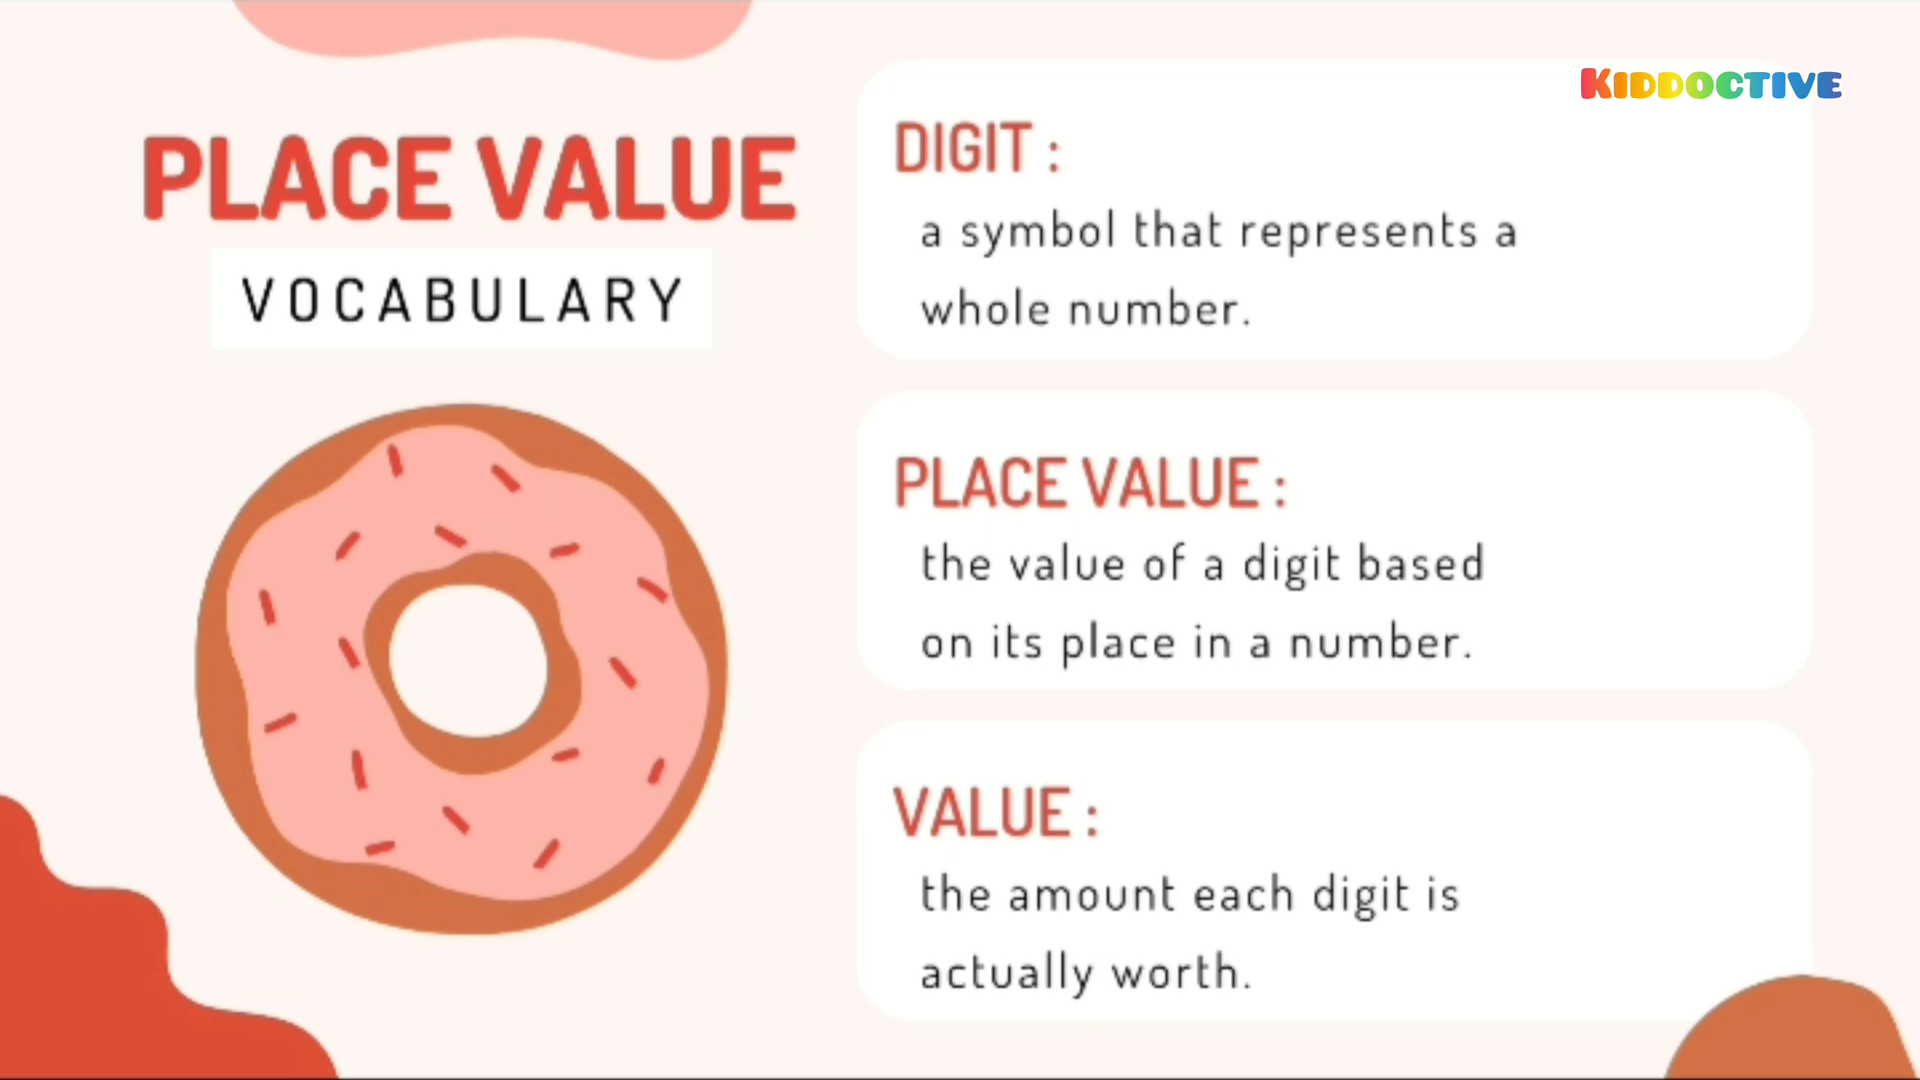 PLACE VALUE
VOCABULARY
KIDDOCTIVE
DIGIT :
a symbol that represents a
whole number.
PLACE VALUE :
the value of a digit based
on its place in a number.
VALUE :
the amount each digit is
actually worth.